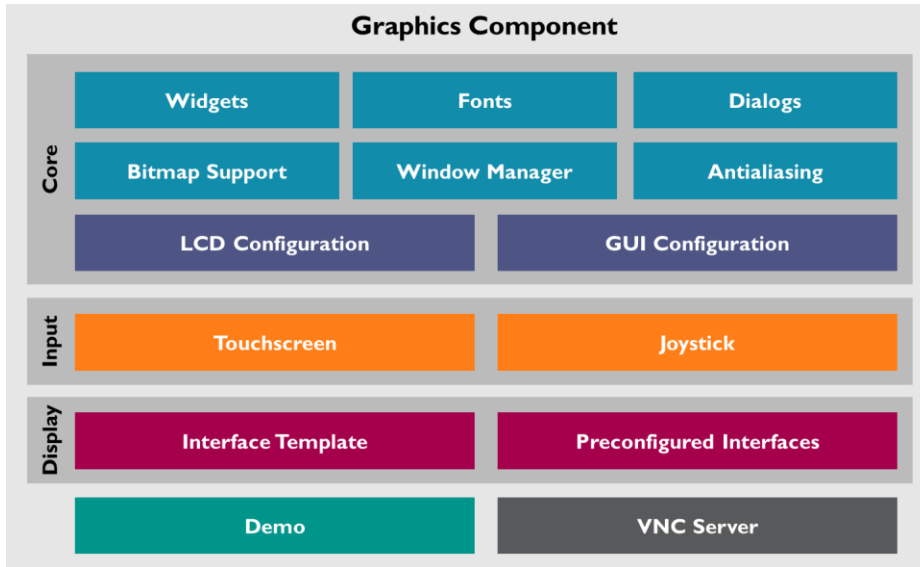 Graphics Component
Core
Widgets
Fonts
Dialogs
Bitmap Support
Window Manager
Antialiasing
LCD Configuration
GUI Configuration
Input
Touchscreen
Joystick
Display
Interface Template
Preconfigured Interfaces
Demo
VNC Server